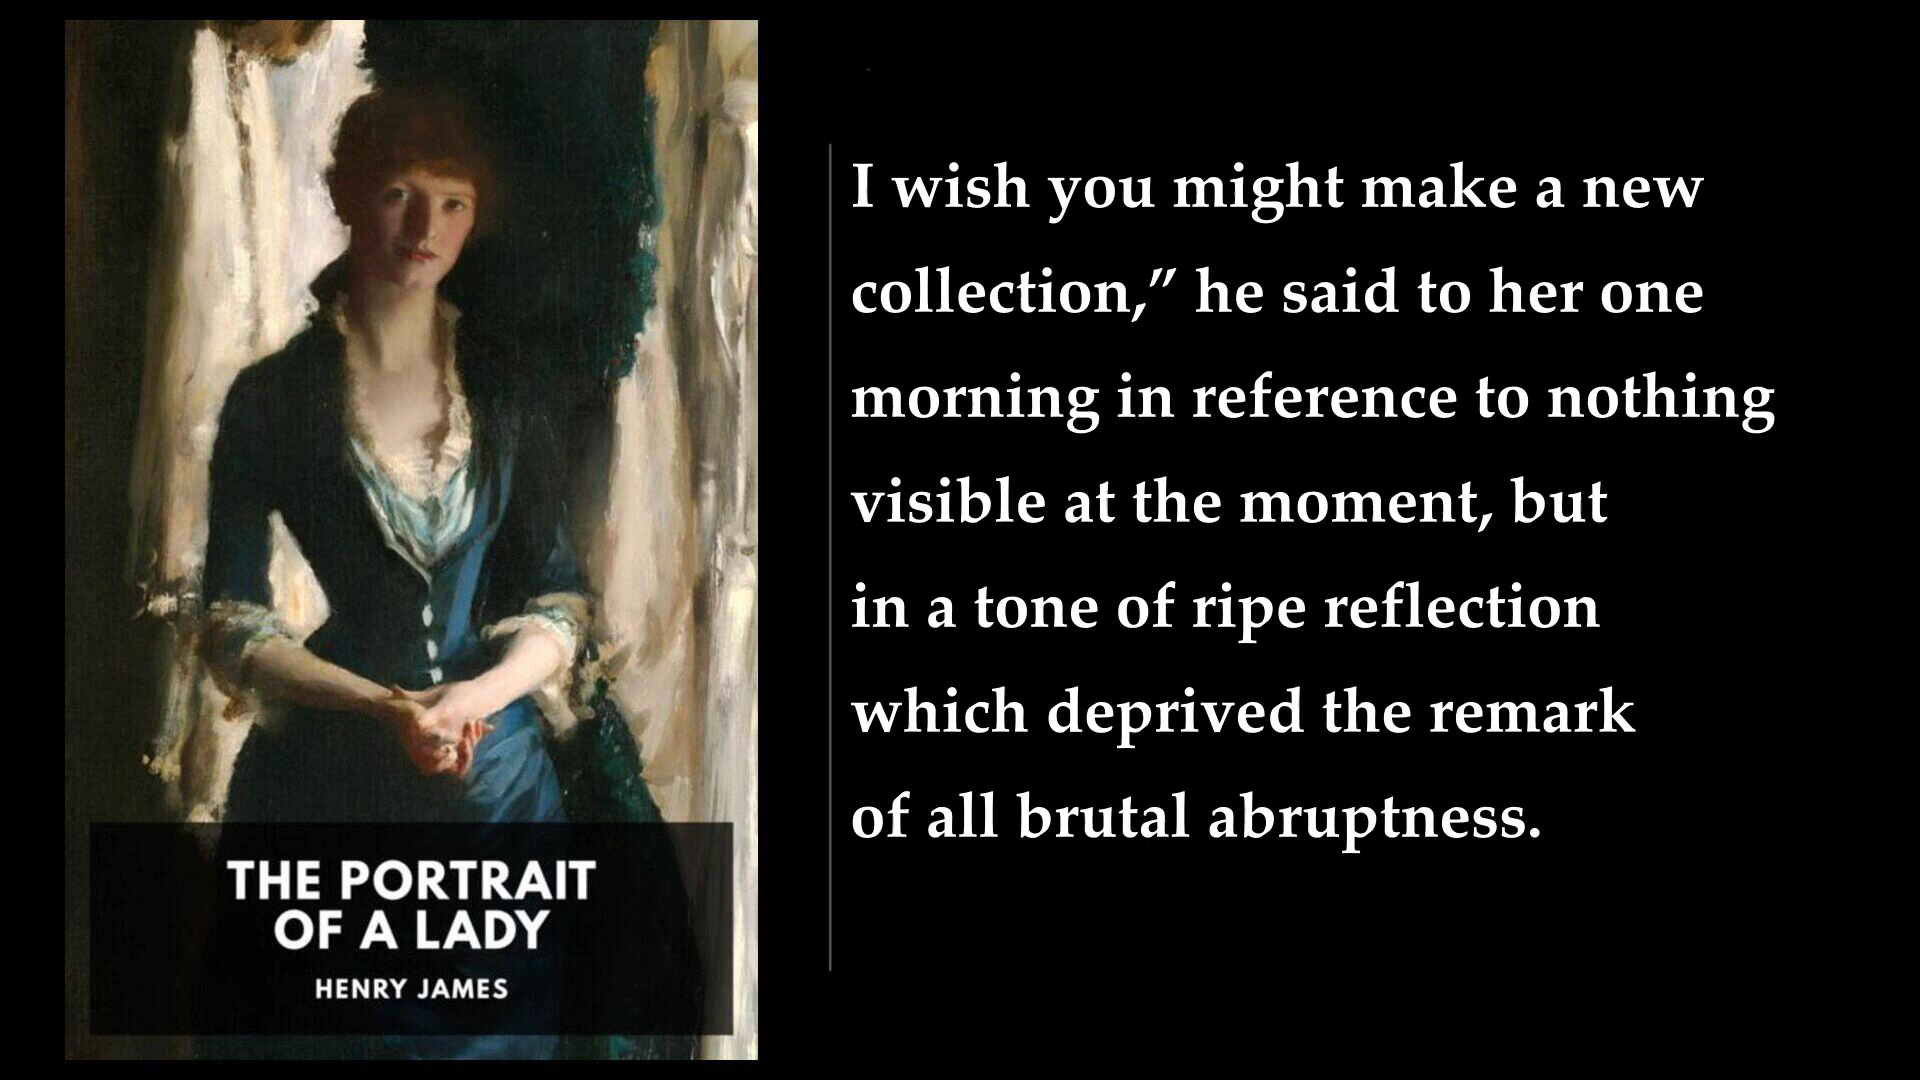 THE PORTRAIT
OF A LADY
HENRY JAMES
I wish you might make a new
collection,” he said to her one
morning in reference to nothing
visible at the moment, but
in a tone of ripe reflection
which deprived the remark
of all brutal abruptness.